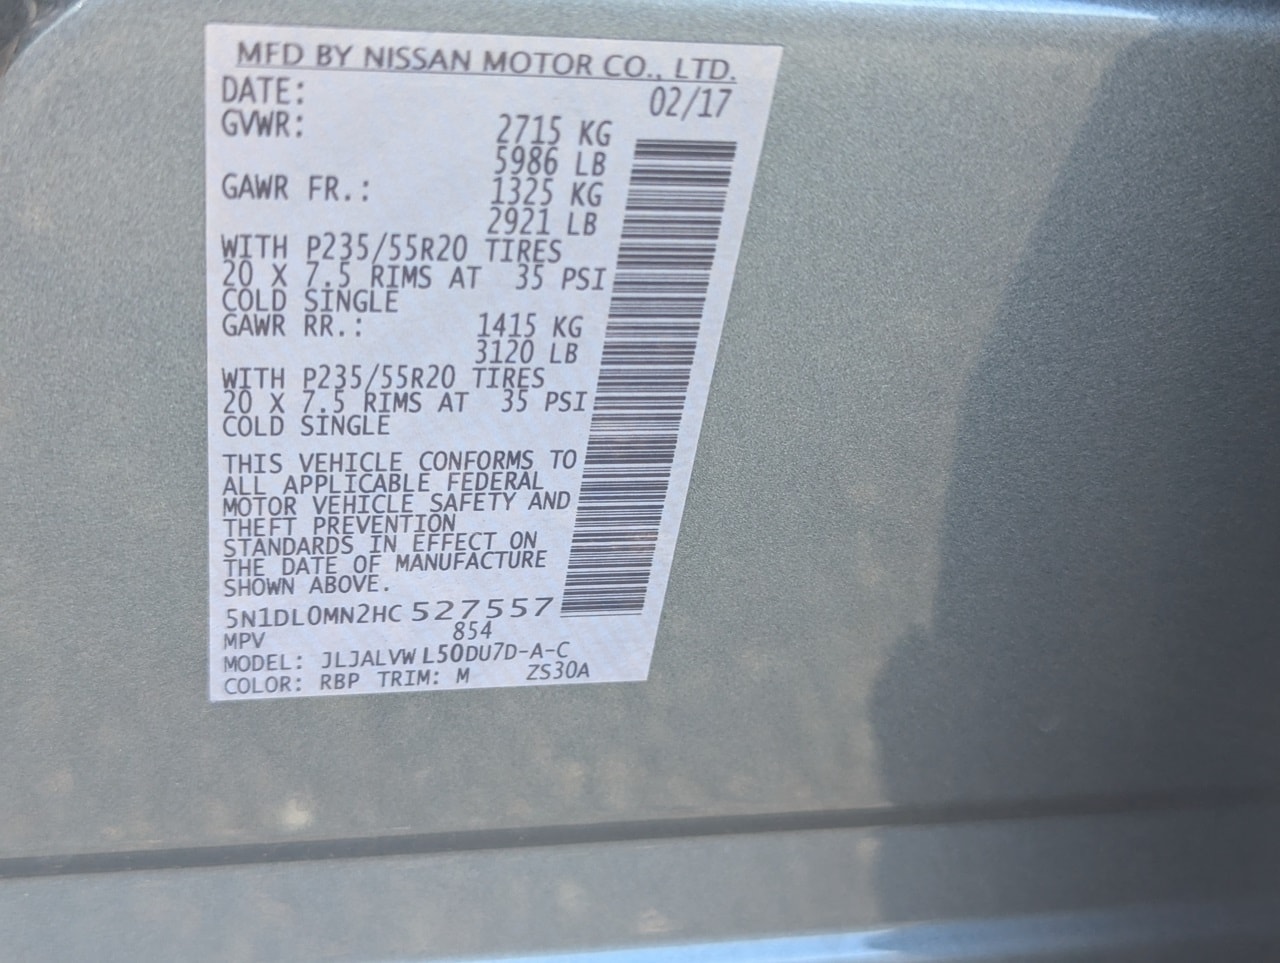 MFD BY NISSAN MOTOR CO., LTD.
DATE: 02/17
GVWR: 2715 KG
5986 LB
GAWR FR.: 1325 KG
2921 LB
WITH P235/55R20 TIRES
20 X 7.5 RIMS AT 35 PSI
COLD SINGLE
GAWR RR.: 1415 KG
3120 LB
WITH P235/55R20 TIRES
20 X 7.5 RIMS AT 35 PSI
COLD SINGLE
THIS VEHICLE CONFORMS TO
ALL APPLICABLE FEDERAL
MOTOR VEHICLE SAFETY AND
THEFT PREVENTION
STANDARDS IN EFFECT ON
THE DATE OF MANUFACTURE
SHOWN ABOVE.
5N1DL0MN2HC 527557
MPV 854
MODEL: JLJALVW L50DU7D-A-C
COLOR: RBP TRIM: M ZS30A